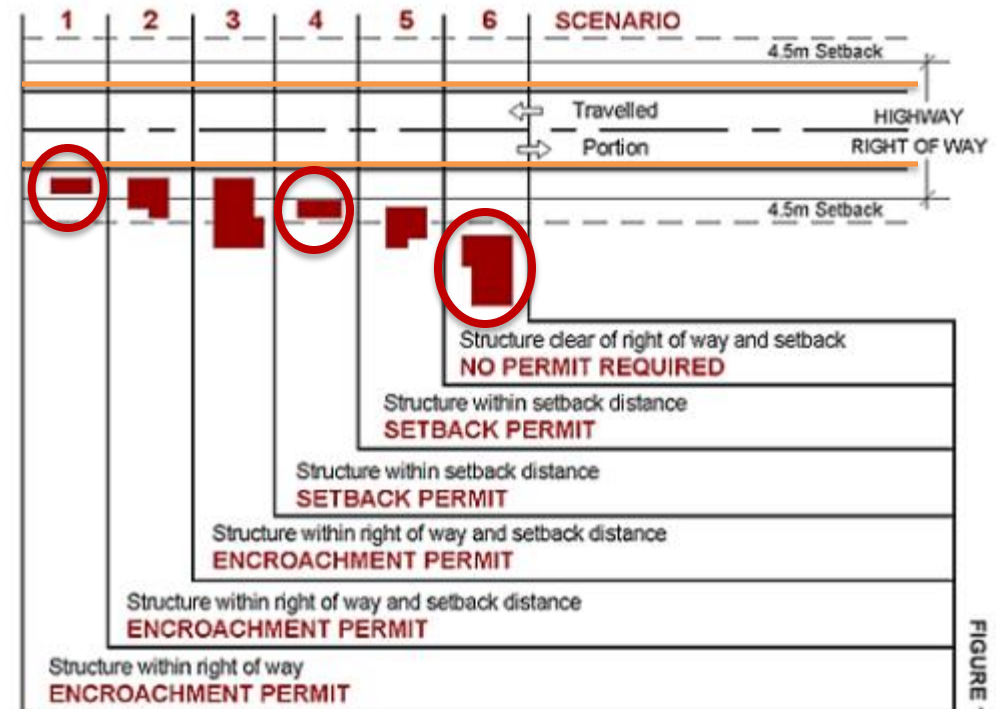 1 2 3 4 5 6 SCENARIO
4.5m Setback
Travelled
HIGHWAY
Portion
RIGHT OF WAY
4.5m Setback
Structure clear of right of way and setback
NO PERMIT REQUIRED
Structure within setback distance
SETBACK PERMIT
Structure within setback distance
SETBACK PERMIT
Structure within right of way and setback distance
ENCROACHMENT PERMIT
Structure within right of way and setback distance
ENCROACHMENT PERMIT
Structure within right of way
ENCROACHMENT PERMIT
FIGURE